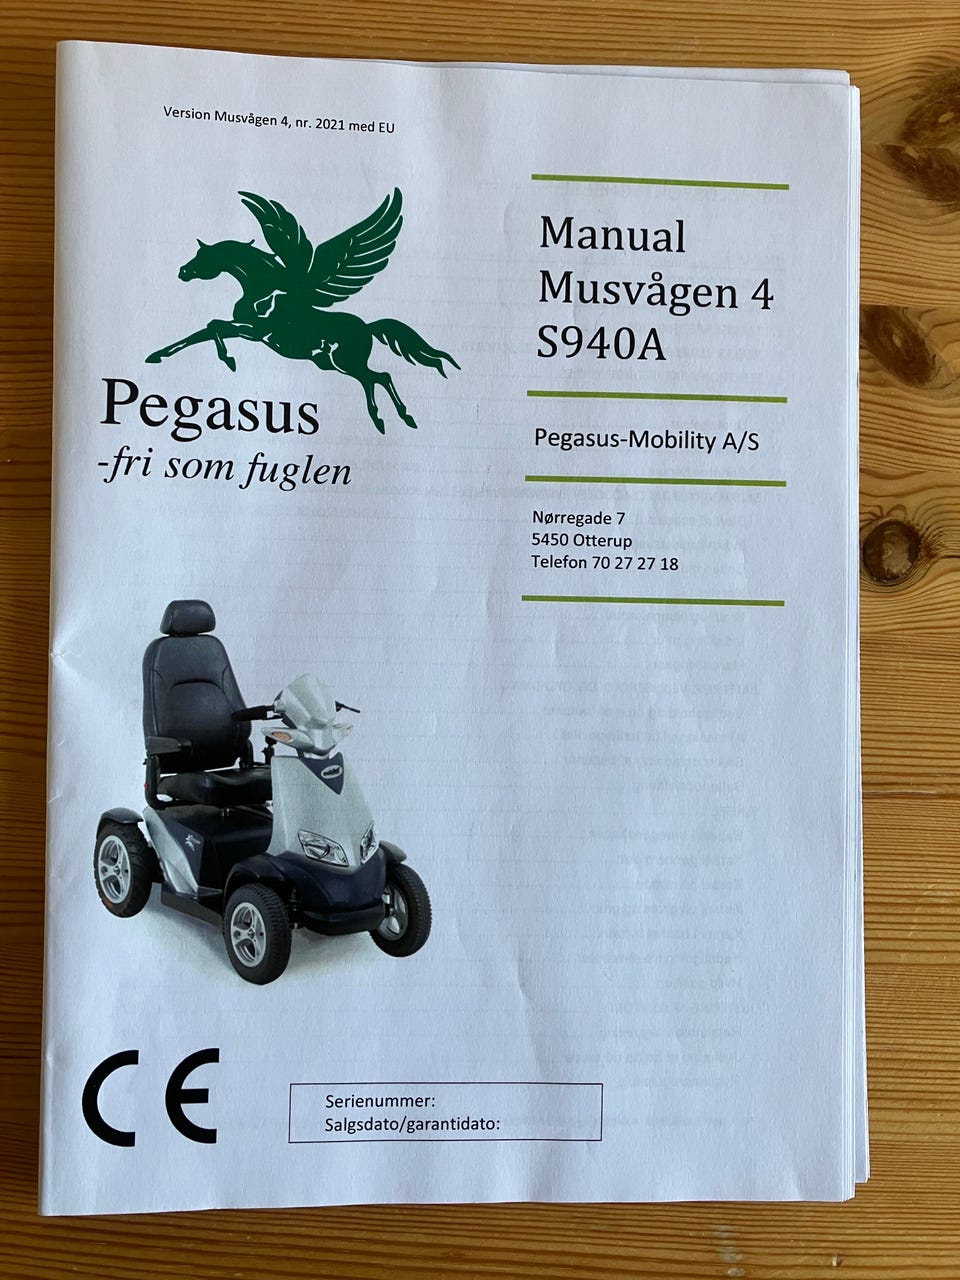 Version Musvågen 4, nr. 2021 med EU
Pegasus
-fri som fuglen
Manual
Musvågen 4
S940A
Pegasus-Mobility A/S
Nørregade 7
5450 Otterup
Telefon 70 27 27 18
CE
Serienummer:
Salgsdato/garantidato: